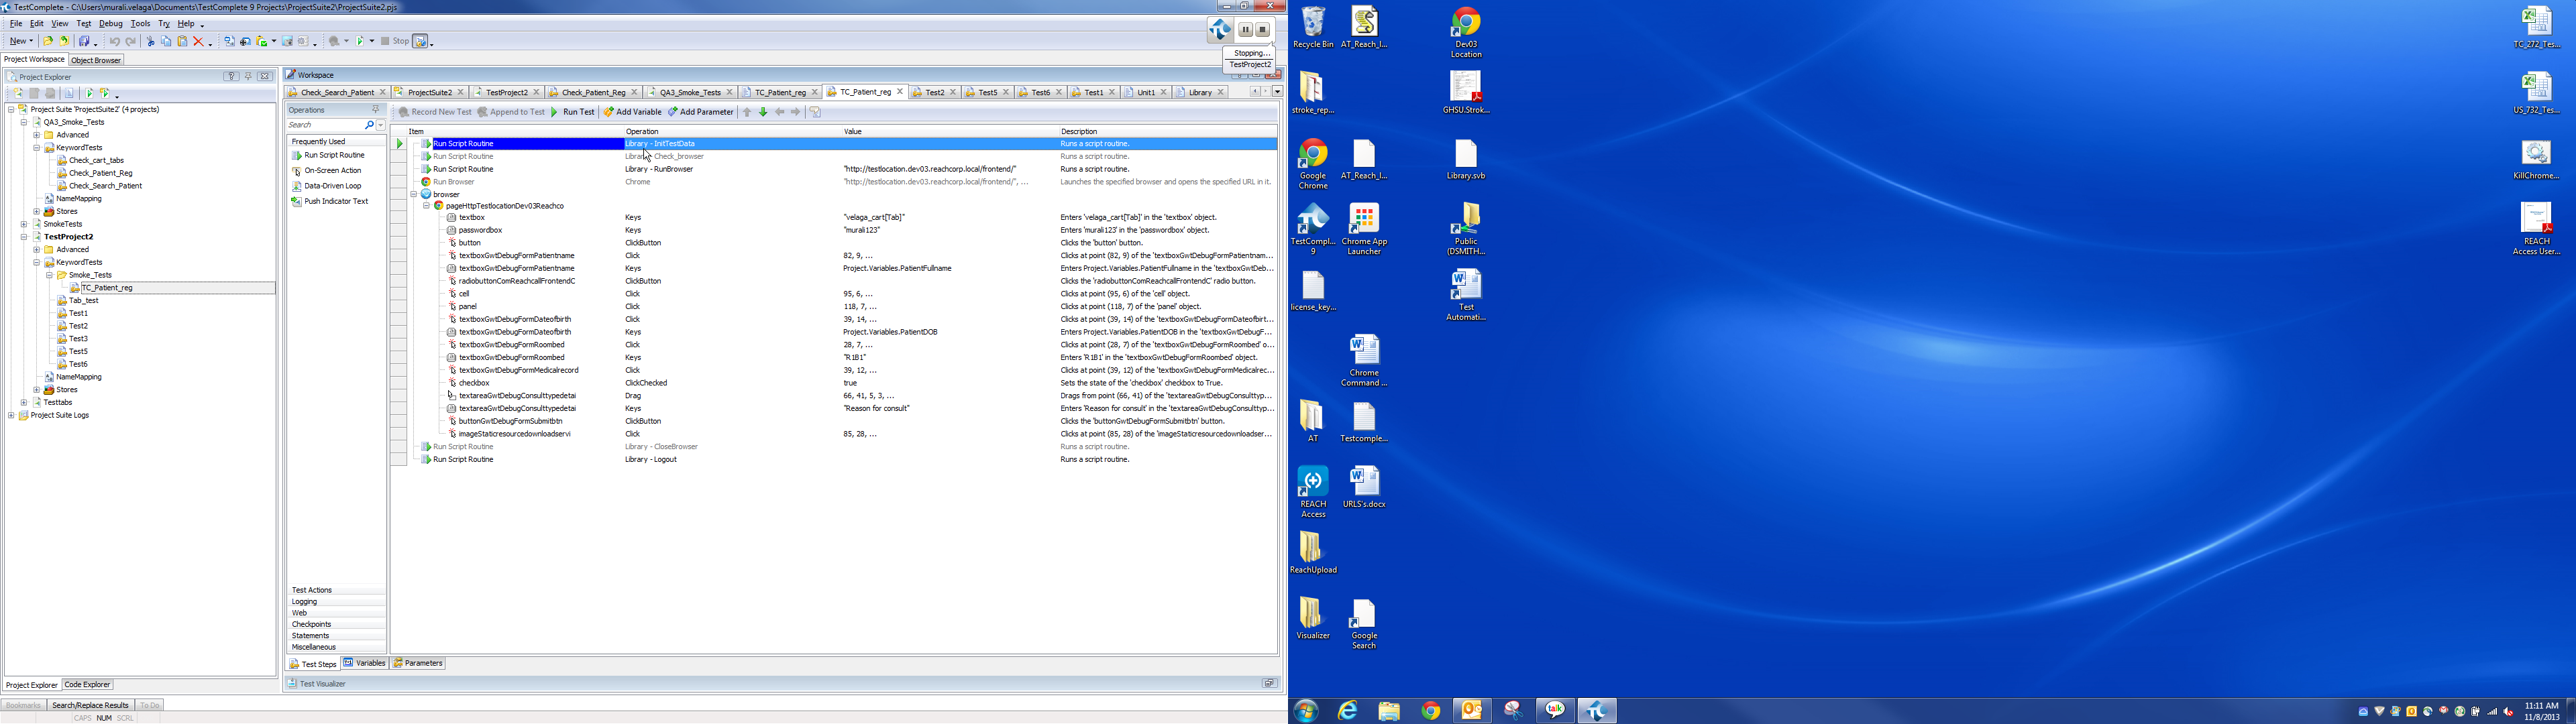 TestComplete - C:\Users\murali.velaga\Documents\TestComplete 9 Projects\ProjectSuite2\ProjectSuite2.pjs
File Edit View Test Debug Tools Try Help
New Stop
Stopping...
TestProject2
Project Workspace Object Browser
Project Explorer
Project Suite 'ProjectSuite2' (4 projects)
QA3_Smoke_Tests
Advanced
KeywordTests
Check_cart_tabs
Check_Patient_Reg
Check_Search_Patient
NameMapping
Stores
SmokeTests
TestProject2
Advanced
KeywordTests
Smoke_Tests
TC_Patient_reg
Tab_test
Test1
Test2
Test3
Test5
Test6
NameMapping
Stores
Testtabs
Project Suite Logs
Project Explorer Code Explorer
Bookmarks Search/Replace Results To Do
CAPS NUM SCRL
Workspace
Check_Search_Patient ProjectSuite2 TestProject2 Check_Patient_Reg QA3_Smoke_Tests TC_Patient_reg TC_Patient_reg Test2 Test5 Test6 Test1 Unit1 Library
Operations
Search
Frequently Used
Run Script Routine
On-Screen Action
Data-Driven Loop
Push Indicator Text
Test Actions
Logging
Web
Checkpoints
Statements
Miscellaneous
Record New Test Append to Test Run Test Add Variable Add Parameter
Item Operation Value Description
Run Script Routine Library - InitTestData Runs a script routine.
Run Script Routine Library - Check_browser Runs a script routine.
Run Script Routine Library - RunBrowser "http://testlocation.dev03.reachcorp.local/frontend/" Runs a script routine.
Run Browser Chrome "http://testlocation.dev03.reachcorp.local/frontend/", ... Launches the specified browser and opens the specified URL in it.
browser
pageHttpTestlocationDev03Reachco
textbox Keys "velaga_cart[Tab]" Enters 'velaga_cart[Tab]' in the 'textbox' object.
passwordbox Keys "murali123" Enters 'murali123' in the 'passwordbox' object.
button ClickButton Clicks the 'button' button.
textboxGwtDebugFormPatientname Click 82, 9, ... Clicks at point (82, 9) of the 'textboxGwtDebugFormPatientnam...
textboxGwtDebugFormPatientname Keys Project.Variables.PatientFullname Enters Project.Variables.PatientFullname in the 'textboxGwtDeb...
radiobuttonComReachcallFrontendC ClickButton Clicks the 'radiobuttonComReachcallFrontendC' radio button.
cell Click 95, 6, ... Clicks at point (95, 6) of the 'cell' object.
panel Click 118, 7, ... Clicks at point (118, 7) of the 'panel' object.
textboxGwtDebugFormDateofbirth Click 39, 14, ... Clicks at point (39, 14) of the 'textboxGwtDebugFormDateofbirt...
textboxGwtDebugFormDateofbirth Keys Project.Variables.PatientDOB Enters Project.Variables.PatientDOB in the 'textboxGwtDebugF...
textboxGwtDebugFormRoombed Click 28, 7, ... Clicks at point (28, 7) of the 'textboxGwtDebugFormRoombed' o...
textboxGwtDebugFormRoombed Keys "R1B1" Enters 'R1B1' in the 'textboxGwtDebugFormRoombed' object.
textboxGwtDebugFormMedicalrecord Click 39, 12, ... Clicks at point (39, 12) of the 'textboxGwtDebugFormMedicalrec...
checkbox ClickChecked true Sets the state of the 'checkbox' checkbox to True.
textareaGwtDebugConsulttypedetai Drag 66, 41, 5, 3, ... Drags from point (66, 41) of the 'textareaGwtDebugConsulttyp...
textareaGwtDebugConsulttypedetai Keys "Reason for consult" Enters 'Reason for consult' in the 'textareaGwtDebugConsulttyp...
buttonGwtDebugFormSubmitbtn ClickButton Clicks the 'buttonGwtDebugFormSubmitbtn' button.
imageStaticresourcedownloadservi Click 85, 28, ... Clicks at point (85, 28) of the 'imageStaticresourcedownloadser...
Run Script Routine Library - CloseBrowser Runs a script routine.
Run Script Routine Library - Logout Runs a script routine.
Test Steps Variables Parameters
Test Visualizer
Recycle Bin AT_Reach_I... Dev03 Location TC_272_Tes...
stroke_rep... GHSU.Strok... US_732_Tes...
Google Chrome AT_Reach_I... Library.svb KillChrome...
TestCompl... 9 Chrome App Launcher Public (DSMITH... REACH Access User...
license_key... Test Automati...
Chrome Command ...
AT Testcomple...
REACH Access URLS's.docx
ReachUpload
Visualizer Google Search
talk
11:11 AM
11/8/2013